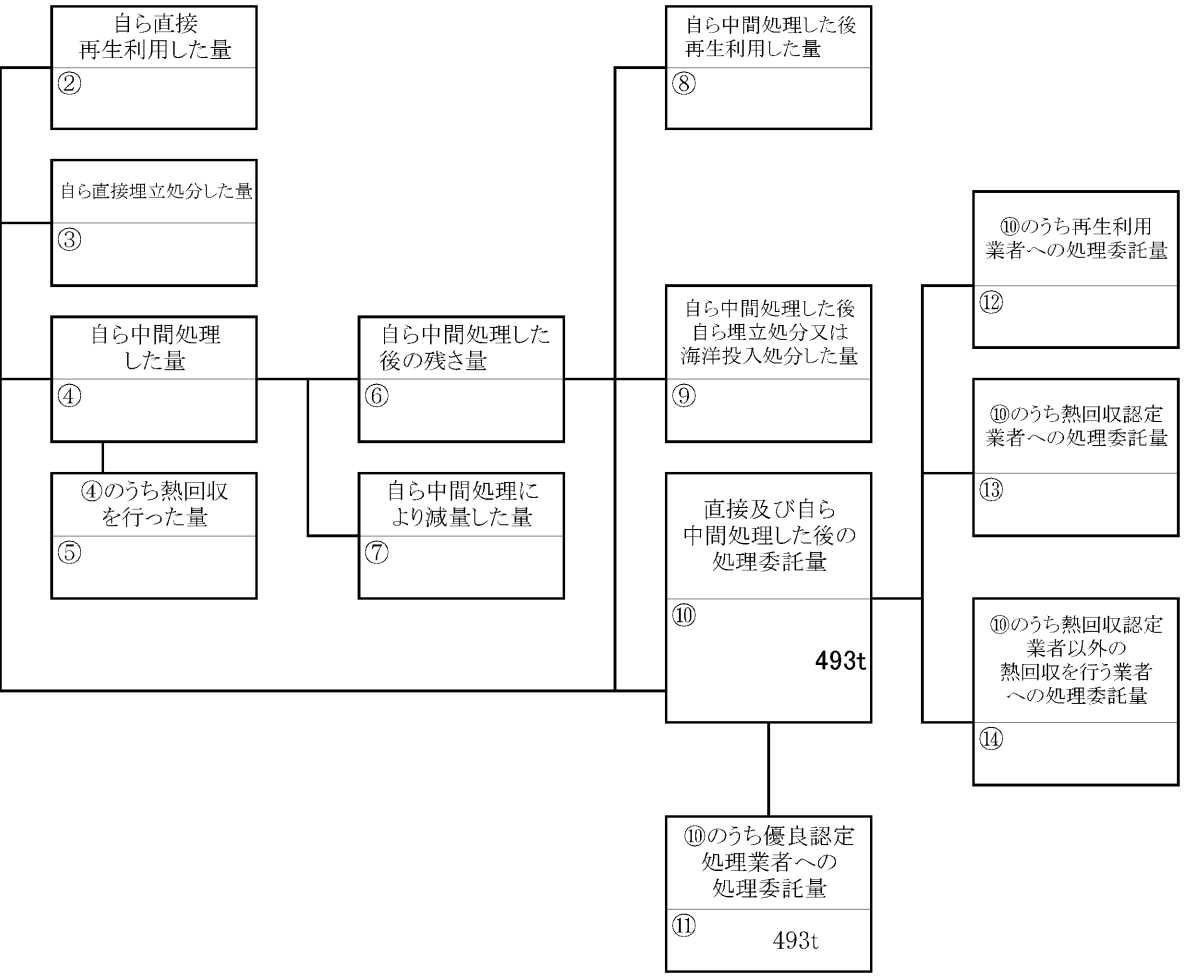 自ら直接
再生利用した量
②
自ら直接埋立処分した量
③
自ら中間処理
した量
④
④のうち熱回収
を行った量
⑤
自ら中間処理した
後の残さ量
⑥
自ら中間処理に
より減量した量
⑦
自ら中間処理した後
再生利用した量
⑧
自ら中間処理した後
自ら埋立処分又は
海洋投入処分した量
⑨
直接及び自ら
中間処理した後の
処理委託量
⑩
493t
⑩のうち優良認定
処理業者への
処理委託量
⑪
493t
⑩のうち再生利用
業者への処理委託量
⑫
⑩のうち熱回収認定
業者への処理委託量
⑬
⑩のうち熱回収認定
業者以外の
熱回収を行う業者
への処理委託量
⑭